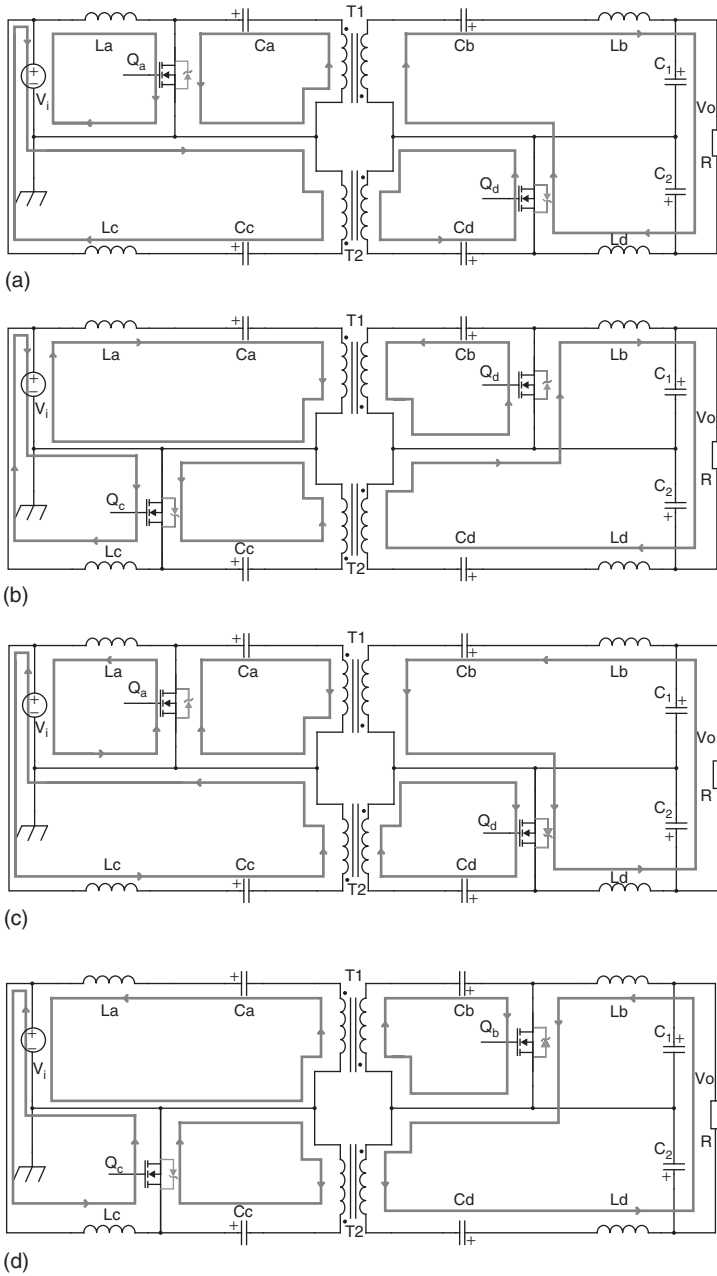 T1
La
Ca
Cb
Lb
Qa
C1
+
Vi
Vo
R
Qd
C2
+
Lc
Cc
Cd
Ld
T2
(a)
T1
La
Ca
Cb
Lb
Qd
C1
+
Vi
Vo
R
Qc
C2
+
Lc
Cc
Cd
Ld
T2
(b)
T1
La
Ca
Cb
Lb
Qa
C1
+
Vi
Vo
R
Qd
C2
+
Lc
Cc
Cd
Ld
T2
(c)
T1
La
Ca
Cb
Lb
Qb
C1
+
Vi
Vo
R
Qc
C2
+
Lc
Cc
Cd
Ld
T2
(d)